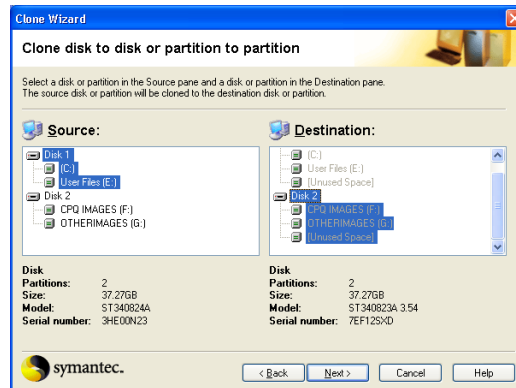 Clone Wizard
Clone disk to disk or partition to partition
Select a disk or partition in the Source pane and a disk or partition in the Destination pane.
The source disk or partition will be cloned to the destination disk or partition.
Source:
Disk 1
(C:)
User Files (E:)
Disk 2
CPQ IMAGES (F:)
OTHERIMAGES (G:)
Destination:
(C:)
User Files (E:)
[Unused Space]
Disk 2
CPQ IMAGES (F:)
OTHERIMAGES (G:)
[Unused Space]
Disk
Partitions: 2
Size: 37.27GB
Model: ST340824A
Serial number: 3HE00N23
Disk
Partitions: 2
Size: 37.27GB
Model: ST340823A 3.54
Serial number: 7EF12SXD
symantec.
< Back
Next >
Cancel
Help